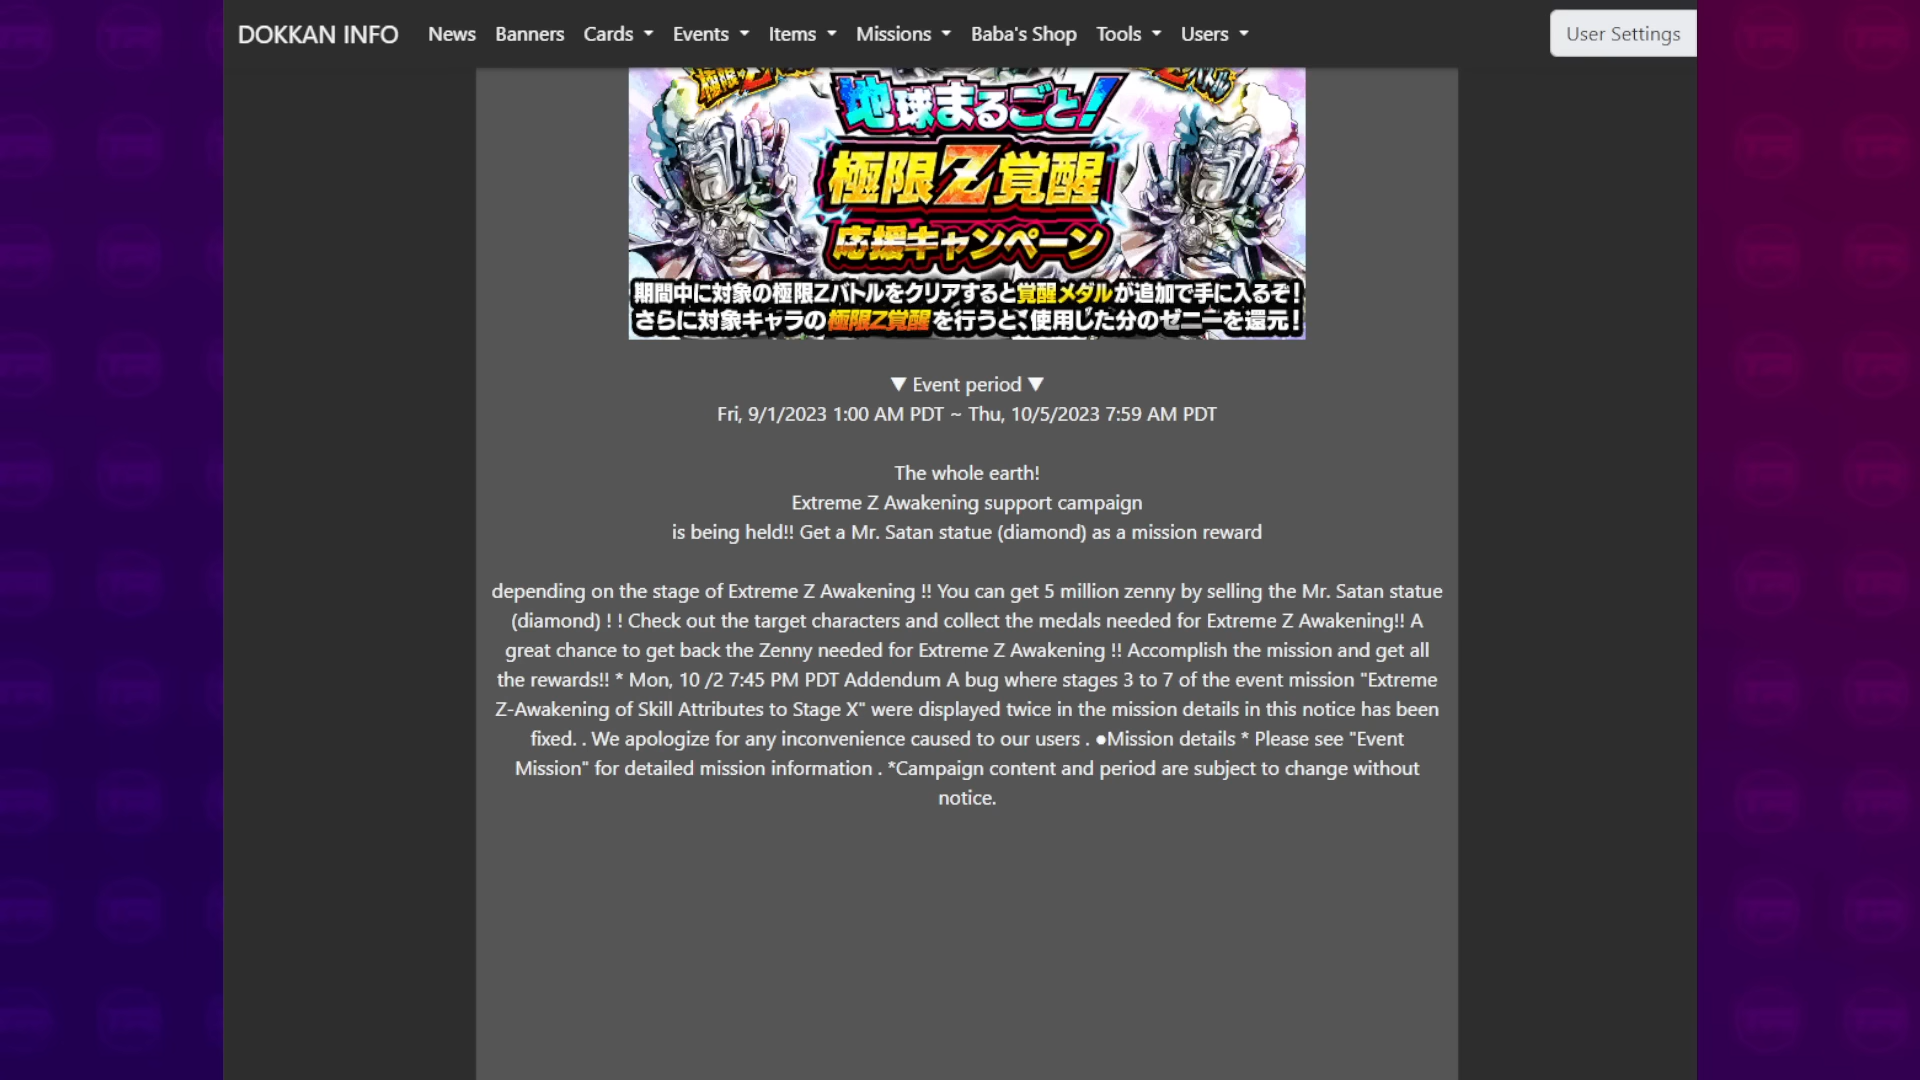 DOKKAN INFO News Banners Cards Events Items Missions Baba's Shop Tools Users User Settings
地球まるごと!
極限Z覚醒
応援キャンペーン
期間中に対象の極限Zバトルをクリアすると覚醒メダルが追加で手に入るぞ!
さらに対象キャラの極限Z覚醒を行うと、使用した分のゼニーを還元!
▼ Event period ▼
Fri, 9/1/2023 1:00 AM PDT ~ Thu, 10/5/2023 7:59 AM PDT
The whole earth!
Extreme Z Awakening support campaign
is being held!! Get a Mr. Satan statue (diamond) as a mission reward
depending on the stage of Extreme Z Awakening !! You can get 5 million zenny by selling the Mr. Satan statue
(diamond) ! ! Check out the target characters and collect the medals needed for Extreme Z Awakening!! A
great chance to get back the Zenny needed for Extreme Z Awakening !! Accomplish the mission and get all
the rewards!! * Mon, 10 /2 7:45 PM PDT Addendum A bug where stages 3 to 7 of the event mission "Extreme
Z-Awakening of Skill Attributes to Stage X" were displayed twice in the mission details in this notice has been
fixed. . We apologize for any inconvenience caused to our users . ●Mission details * Please see "Event
Mission" for detailed mission information . *Campaign content and period are subject to change without
notice.